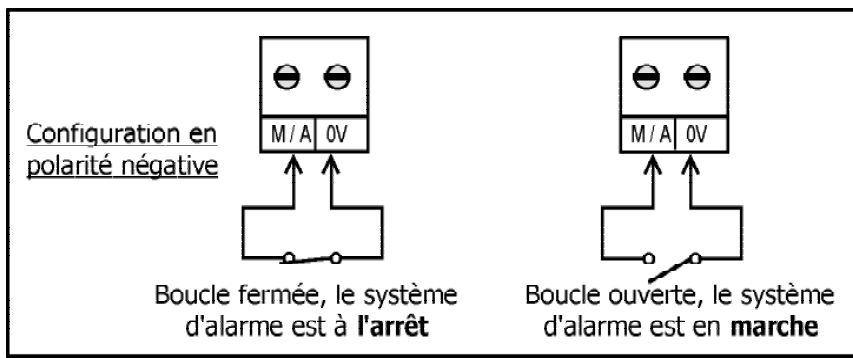 Configuration en
polarité négative
M / A 0V
Boucle fermée, le système
d'alarme est à l'arrêt
M / A 0V
Boucle ouverte, le système
d'alarme est en marche